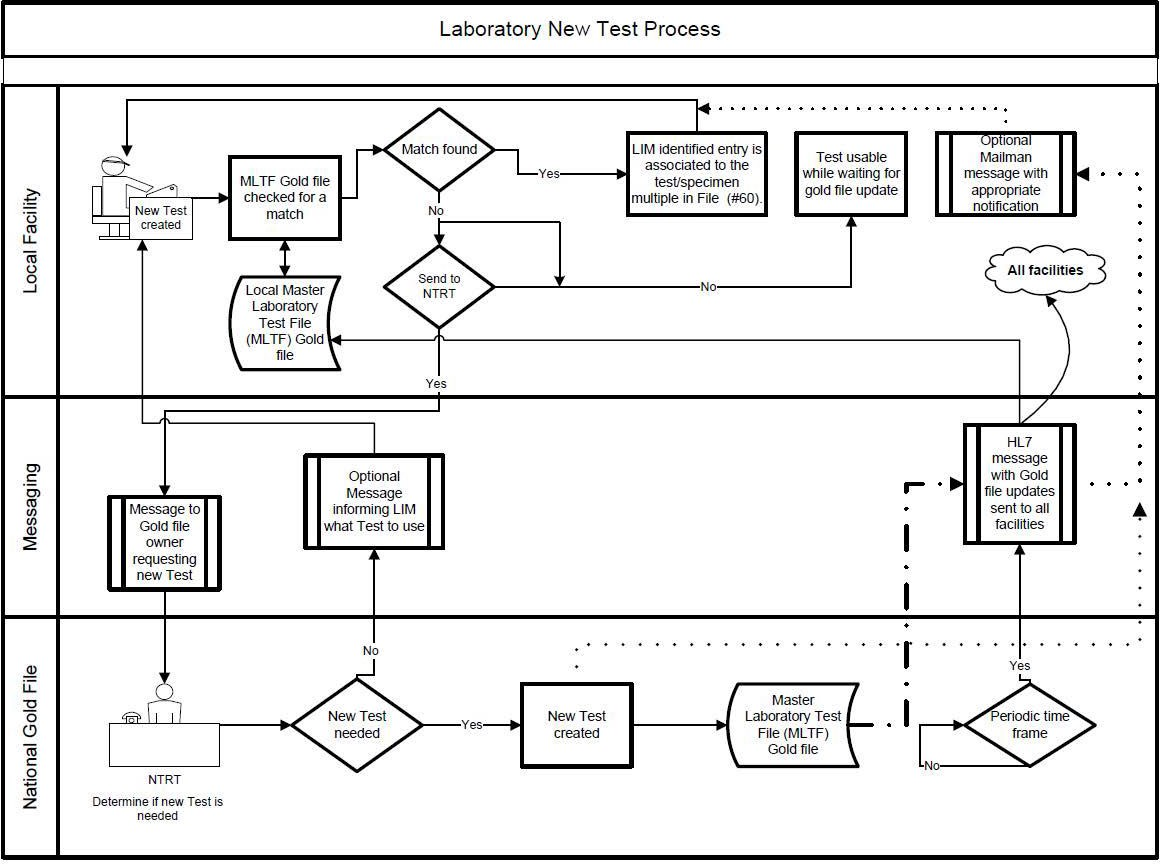 Laboratory New Test Process
Local Facility
New Test
created
MLTF Gold file
checked for a
match
Match found
Yes
No
LIM identified entry is
associated to the
test/specimen
multiple in File (#60).
Test usable
while waiting for
gold file update
Optional
Mailman
message with
appropriate
notification
Local Master
Laboratory
Test File
(MLTF) Gold
file
Send to
NTRT
No
Yes
All facilities
Messaging
Message to
Gold file
owner
requesting
new Test
Optional
Message
informing LIM
what Test to use
HL7
message
with Gold
file updates
sent to all
facilities
National Gold File
NTRT
Determine if new Test is
needed
No
New Test
needed
Yes
New Test
created
Master
Laboratory Test
File (MLTF)
Gold file
Yes
Periodic time
frame
No